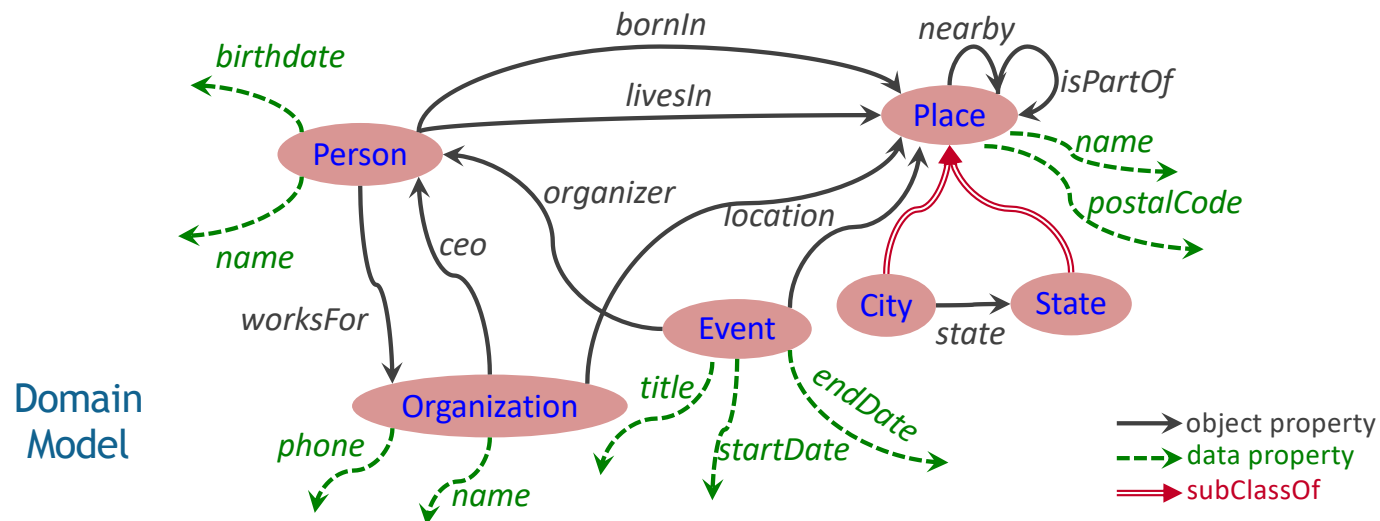 bornIn
nearby
birthdate
isPartOf
livesIn
Place
Person
name
organizer
postalCode
location
name
ceo
City
State
worksFor
Event
state
title
endDate
Domain
Model
Organization
object property
phone
startDate
data property
name
subClassOf